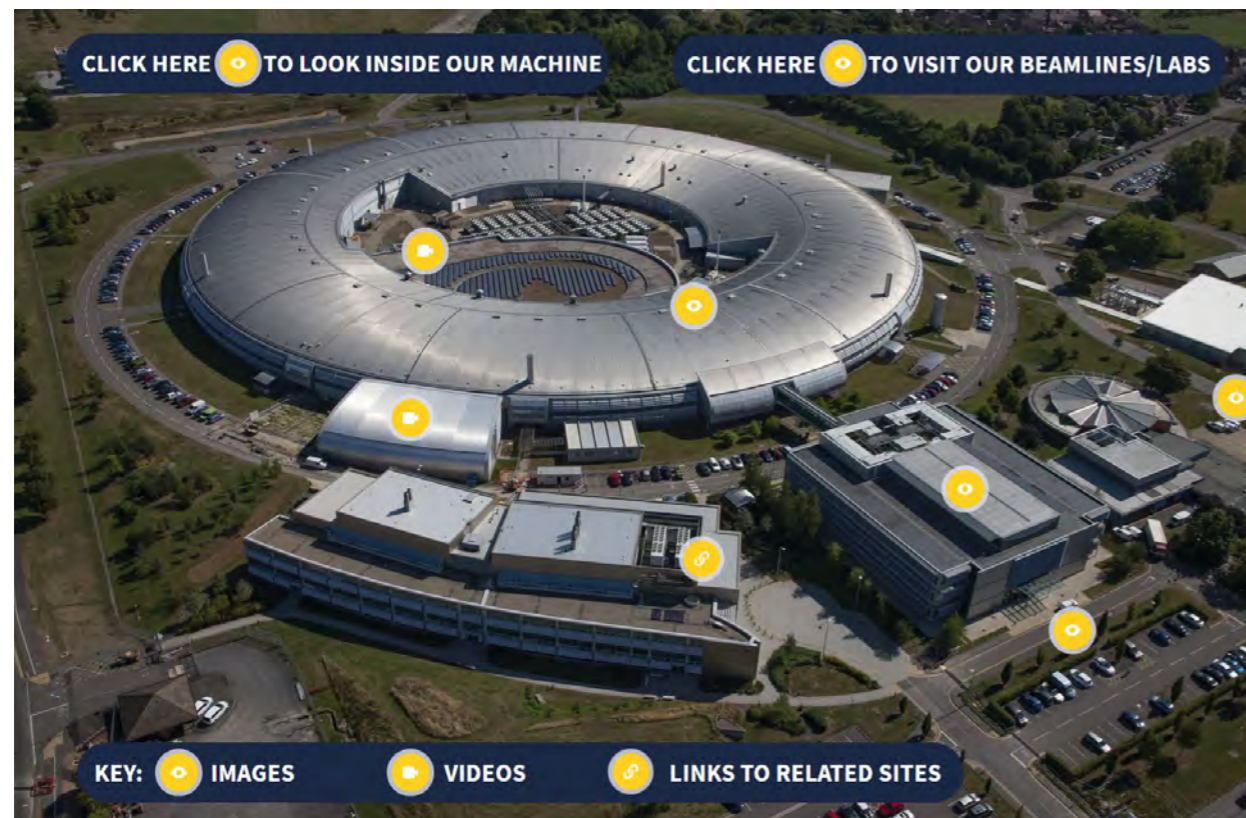 CLICK HERE TO LOOK INSIDE OUR MACHINE
CLICK HERE TO VISIT OUR BEAMLINES/LABS
KEY: IMAGES VIDEOS LINKS TO RELATED SITES